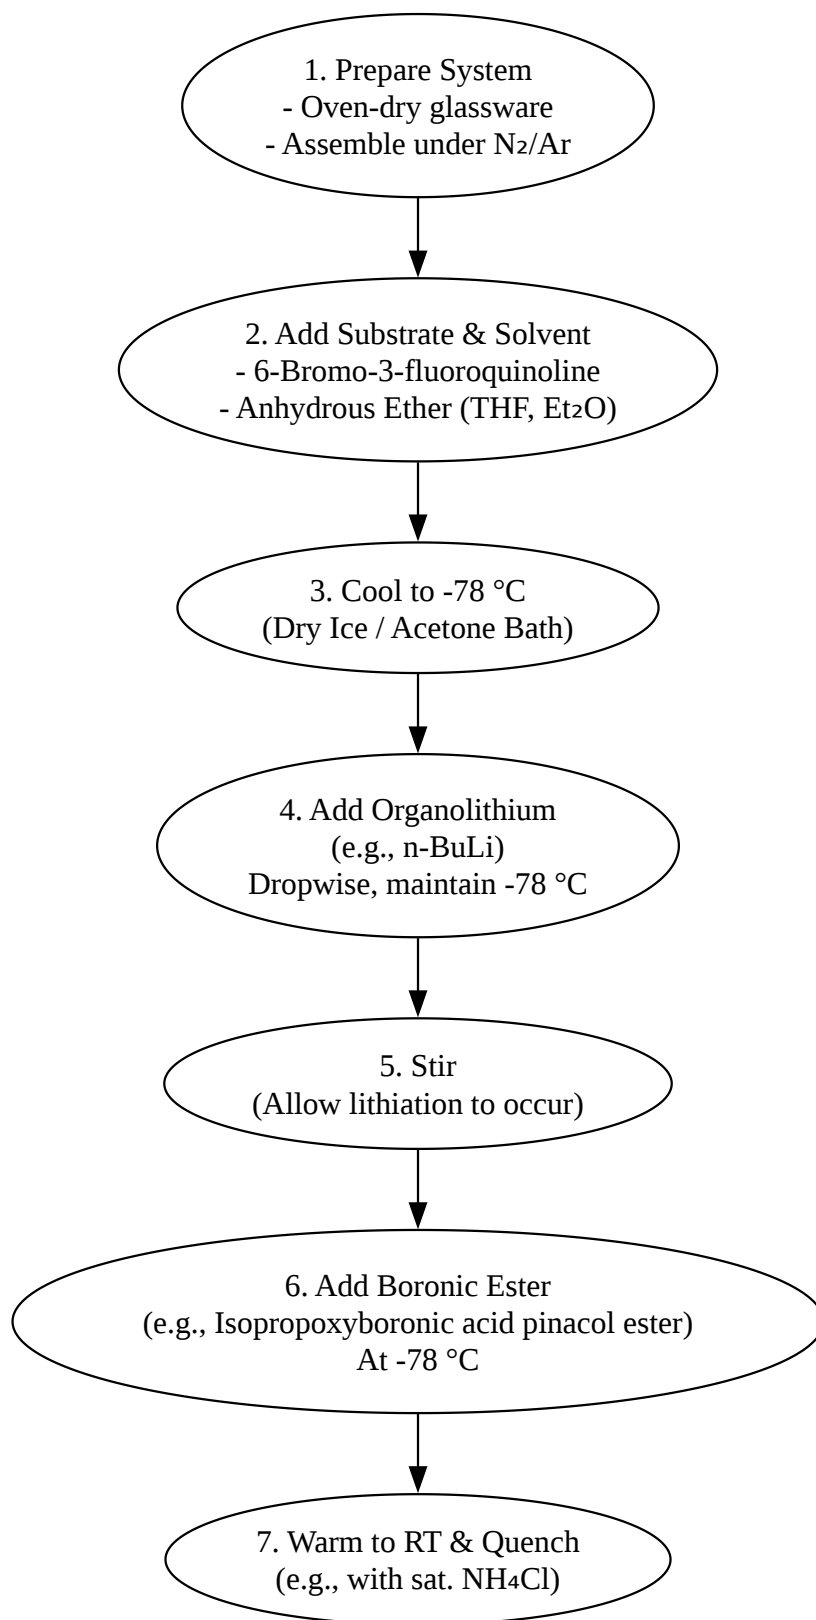 1. Prepare System
- Oven-dry glassware
- Assemble under N₂/Ar
2. Add Substrate & Solvent
- 6-Bromo-3-fluoroquinoline
- Anhydrous Ether (THF, Et₂O)
3. Cool to -78 °C
(Dry Ice / Acetone Bath)
4. Add Organolithium
(e.g., n-BuLi)
Dropwise, maintain -78 °C
5. Stir
(Allow lithiation to occur)
6. Add Boronic Ester
(e.g., Isopropoxyboronic acid pinacol ester)
At -78 °C
7. Warm to RT & Quench
(e.g., with sat. NH₄Cl)